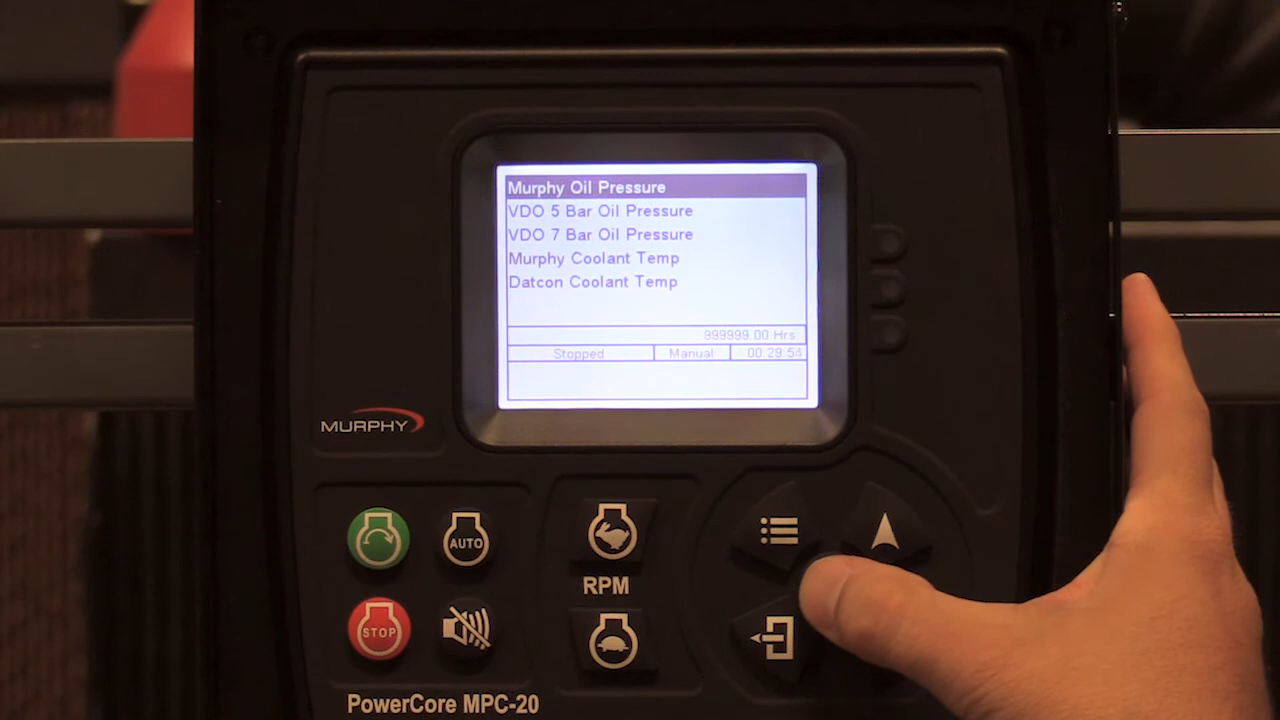 Murphy Oil Pressure
VDO 5 Bar Oil Pressure
VDO 7 Bar Oil Pressure
Murphy Coolant Temp
Datcon Coolant Temp
999999.00 Hrs
Stopped Manual 00:29:54
MURPHY
AUTO
RPM
STOP
PowerCore MPC-20